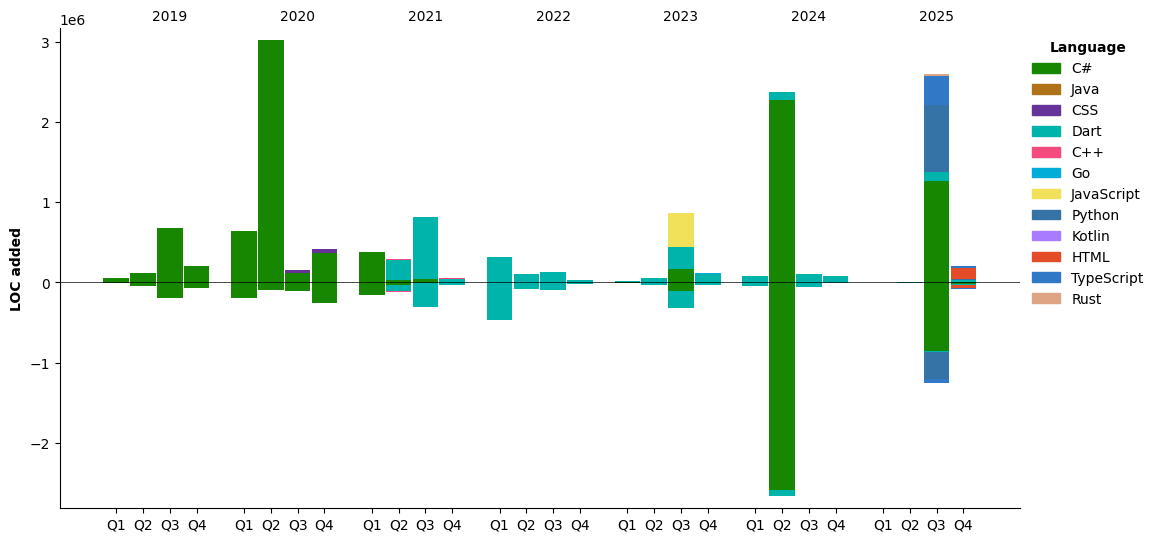 2019 2020 2021 2022 2023 2024 2025
1e6
LOC added
3
2
1
0
−1
−2
Q1 Q2 Q3 Q4 Q1 Q2 Q3 Q4 Q1 Q2 Q3 Q4 Q1 Q2 Q3 Q4 Q1 Q2 Q3 Q4 Q1 Q2 Q3 Q4 Q1 Q2 Q3 Q4
Language
C#
Java
CSS
Dart
C++
Go
JavaScript
Python
Kotlin
HTML
TypeScript
Rust